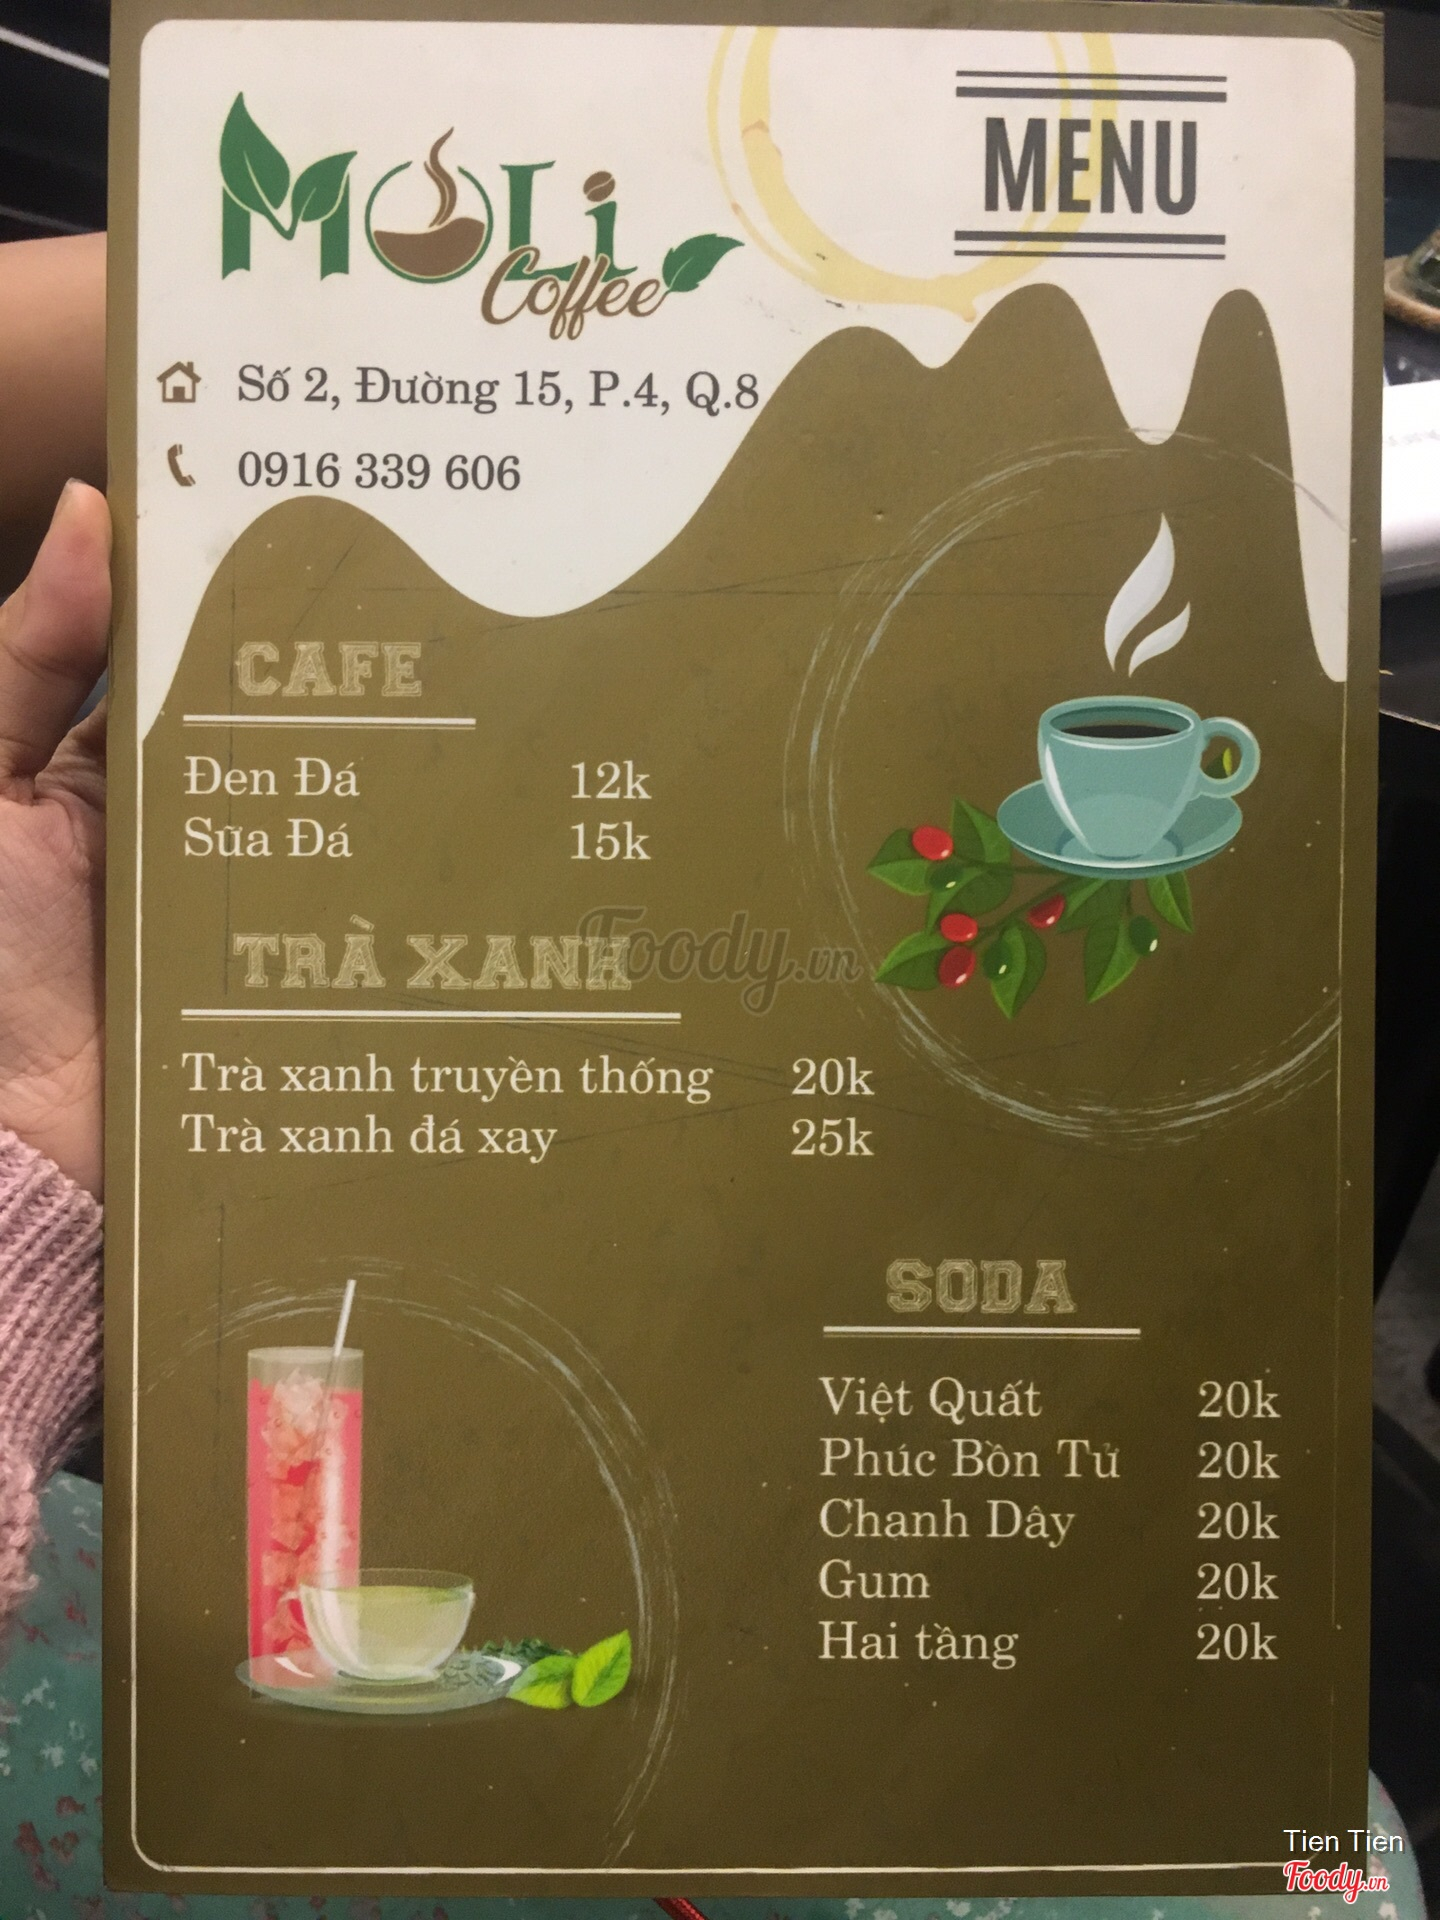 MOLi
Coffee
MENU
Số 2, Đường 15, P.4, Q.8
0916 339 606
CAFE
Đen Đá 12k
Sữa Đá 15k
TRÀ XANH
Foody.vn
Trà xanh truyền thống 20k
Trà xanh đá xay 25k
SODA
Việt Quất 20k
Phúc Bồn Tử 20k
Chanh Dây 20k
Gum 20k
Hai tầng 20k
Tien Tien
Foody.vn